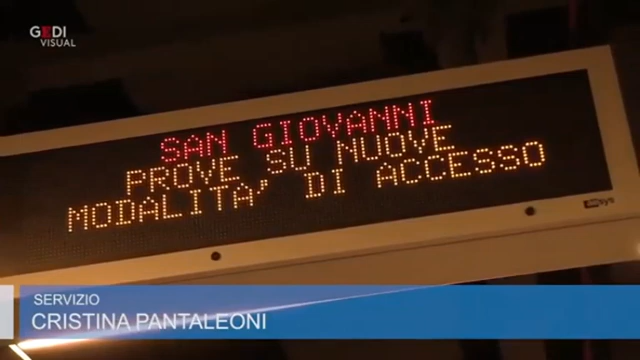 GEDI
VISUAL
SAN GIOVANNI
PROVE SU NUOVE
MODALITA' DI ACCESSO
SERVIZIO
CRISTINA PANTALEONI